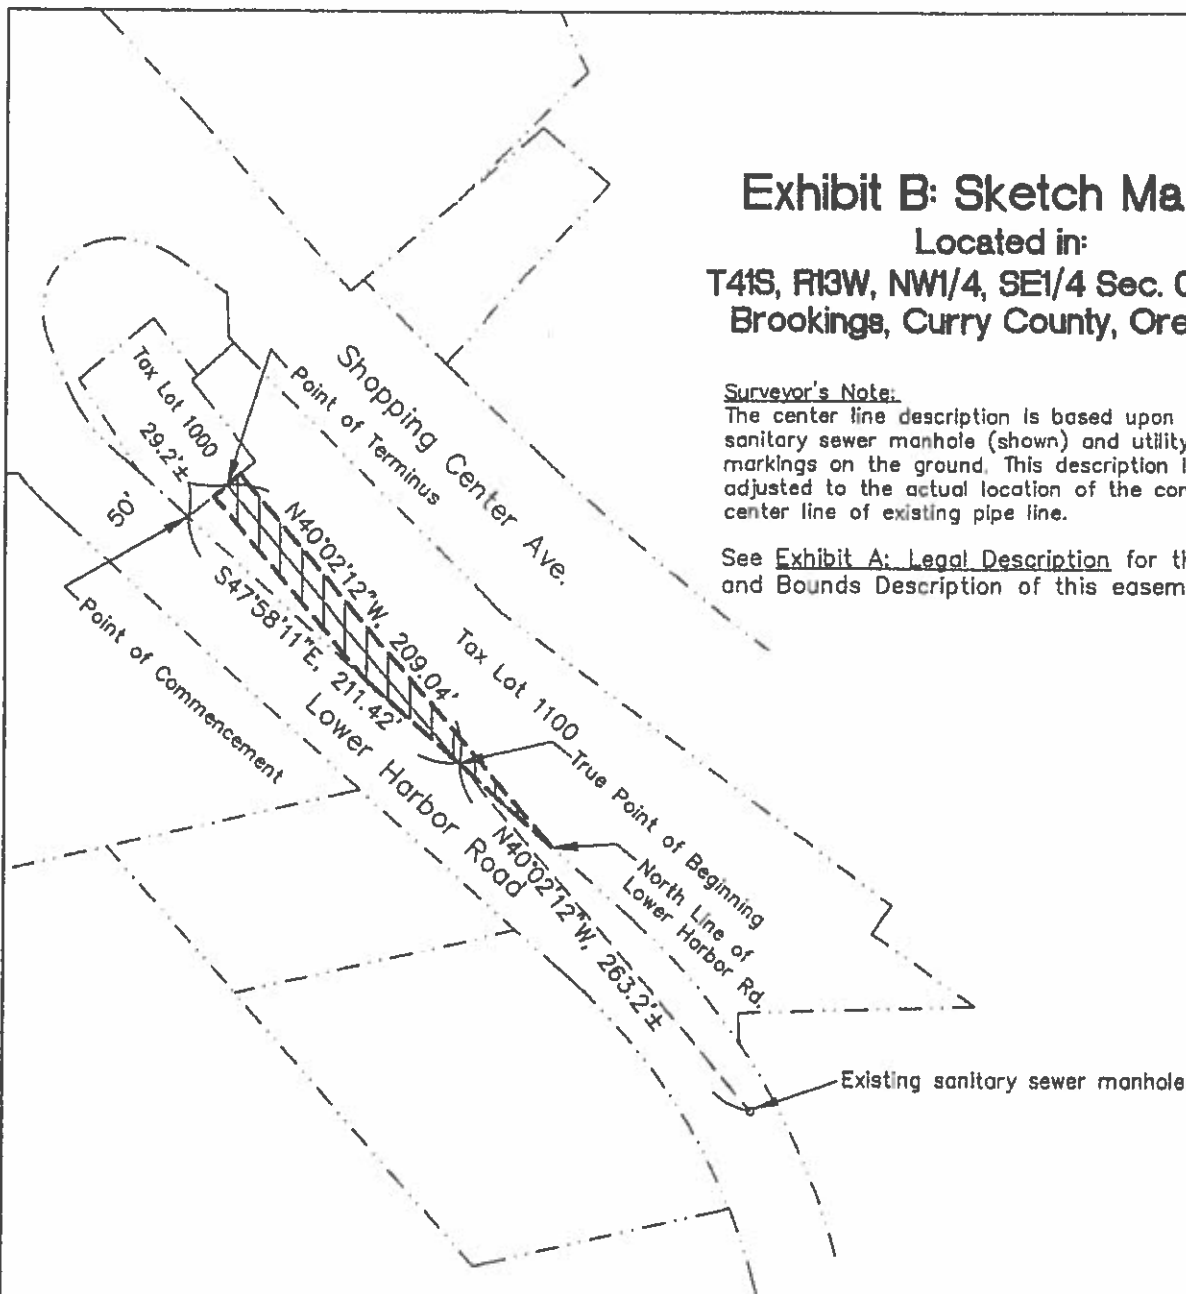 Exhibit B: Sketch Ma
Located in:
T41S, R13W, NW1/4, SE1/4 Sec.
Brookings, Curry County, Ore
Surveyor's Note:
The center line description is based upon
sanitary sewer manhole (shown) and utility
markings on the ground. This description
adjusted to the actual location of the con
center line of existing pipe line.
See Exhibit A: Legal Description for th
and Bounds Description of this easem
Shopping Center Ave.
Tax Lot 1000
29.2'±
Point of Terminus
50'
N40°02'12"W, 209.04'
S47°58'11"E, 211.42'
Point of Commencement
Lower Harbor Road
Tax Lot 1100
True Point of Beginning
North Line of
Lower Harbor Rd.
N40°02'12"W, 263.2'±
Existing sanitary sewer manhole